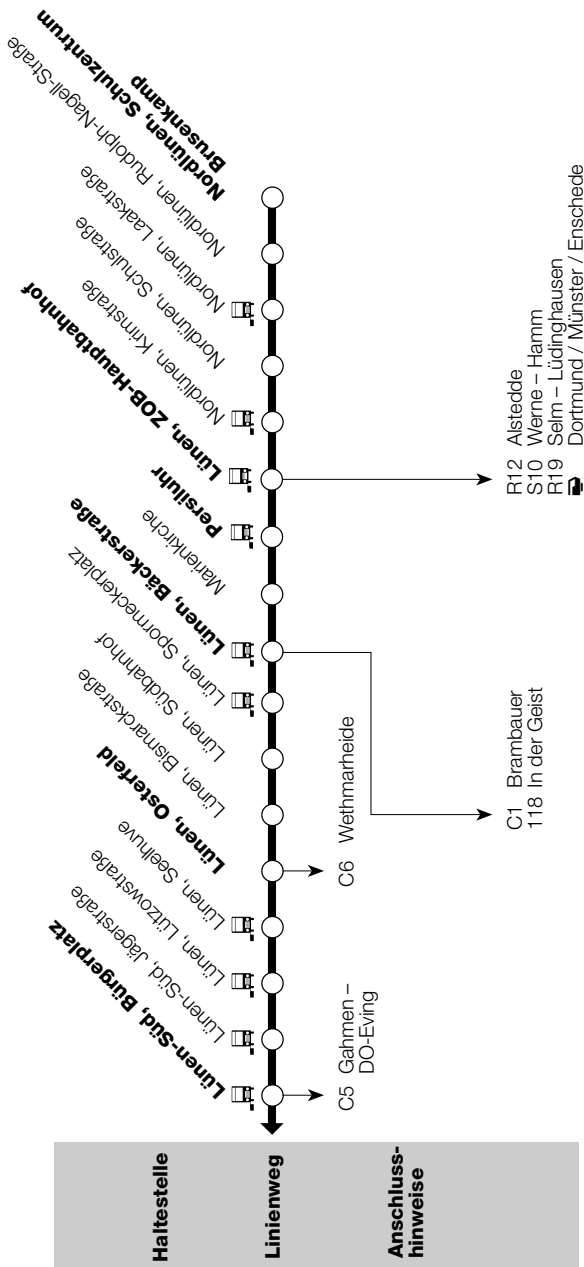 Haltestelle
Lünen-Süd, Bürgerplatz
Lünen-Süd, Jägerstraße
Lünen, Lützowstraße
Lünen, Seelhuve
Lünen, Osterfeld
Lünen, Bismarckstraße
Lünen, Südbahnhof
Lünen, Spormeckerplatz
Lünen, Bäckerstraße
Marienkirche
Persiluhr
Lünen, ZOB-Hauptbahnhof
Nordlünen, Krimstraße
Nordlünen, Schulstraße
Nordlünen, Laakstraße
Nordlünen, Rudolph-Nagell-Straße
Nordlünen, Schulzentrum
Brusenkamp
Linienweg
Anschluss-
hinweise
C5 Gahmen –
DO-Eving
C6 Wethmarheide
C1 Brambauer
118 In der Geist
R12 Alstedde
S10 Werne – Hamm
R19 Selm – Lüdinghausen
Dortmund / Münster / Enschede